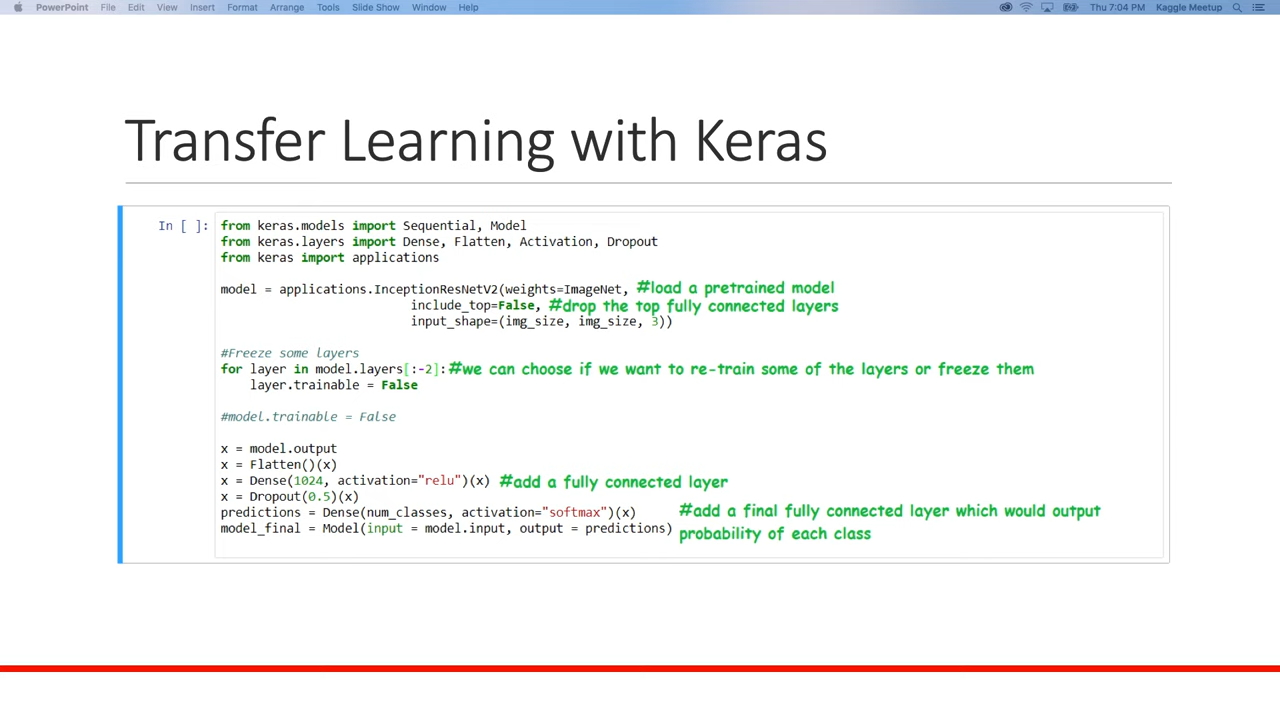 PowerPoint File Edit View Insert Format Arrange Tools Slide Show Window Help Thu 7:04 PM Kaggle Meetup
Transfer Learning with Keras
In [ ]: from keras.models import Sequential, Model
from keras.layers import Dense, Flatten, Activation, Dropout
from keras import applications
model = applications.InceptionResNetV2(weights=ImageNet, #load a pretrained model
include_top=False, #drop the top fully connected layers
input_shape=(img_size, img_size, 3))
#Freeze some layers
for layer in model.layers[:-2]:#we can choose if we want to re-train some of the layers or freeze them
layer.trainable = False
#model.trainable = False
x = model.output
x = Flatten()(x)
x = Dense(1024, activation="relu")(x) #add a fully connected layer
x = Dropout(0.5)(x)
predictions = Dense(num_classes, activation="softmax")(x) #add a final fully connected layer which would output
model_final = Model(input = model.input, output = predictions) probability of each class